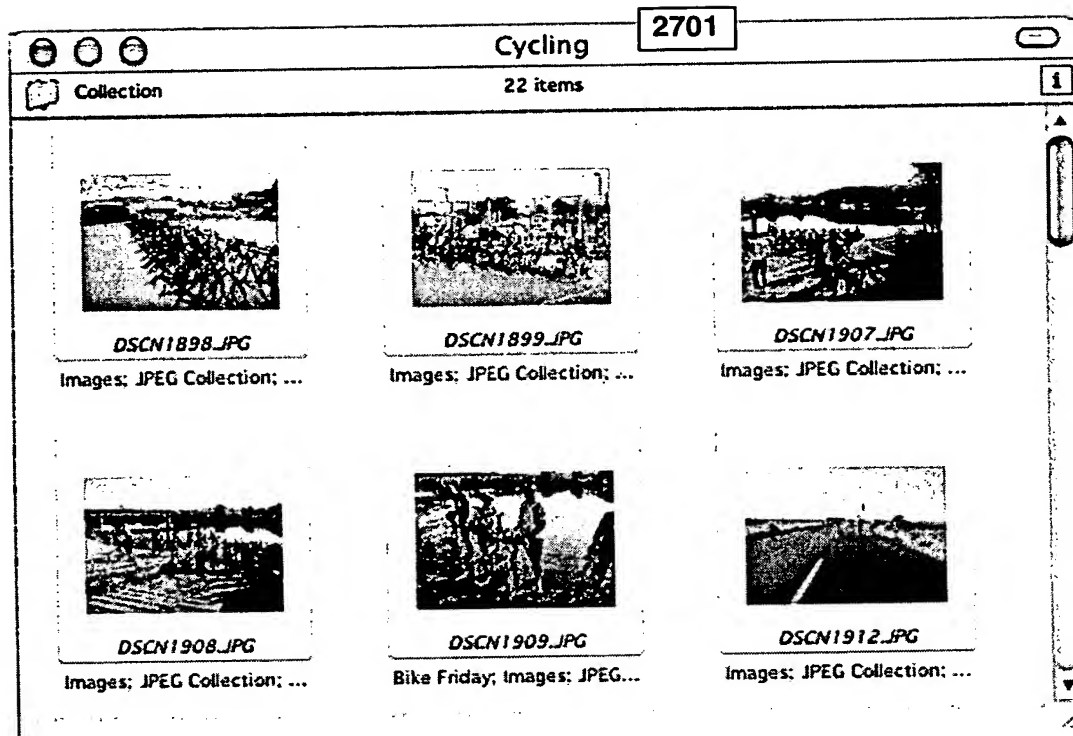 2701
Cycling
Collection 22 items i
DSCN1898.JPG DSCN1899.JPG DSCN1907.JPG
Images; JPEG Collection; ... Images; JPEG Collection; ... Images; JPEG Collection; ...
DSCN1908.JPG DSCN1909.JPG DSCN1912.JPG
Images; JPEG Collection; ... Bike Friday; Images; JPEG... Images; JPEG Collection; ...